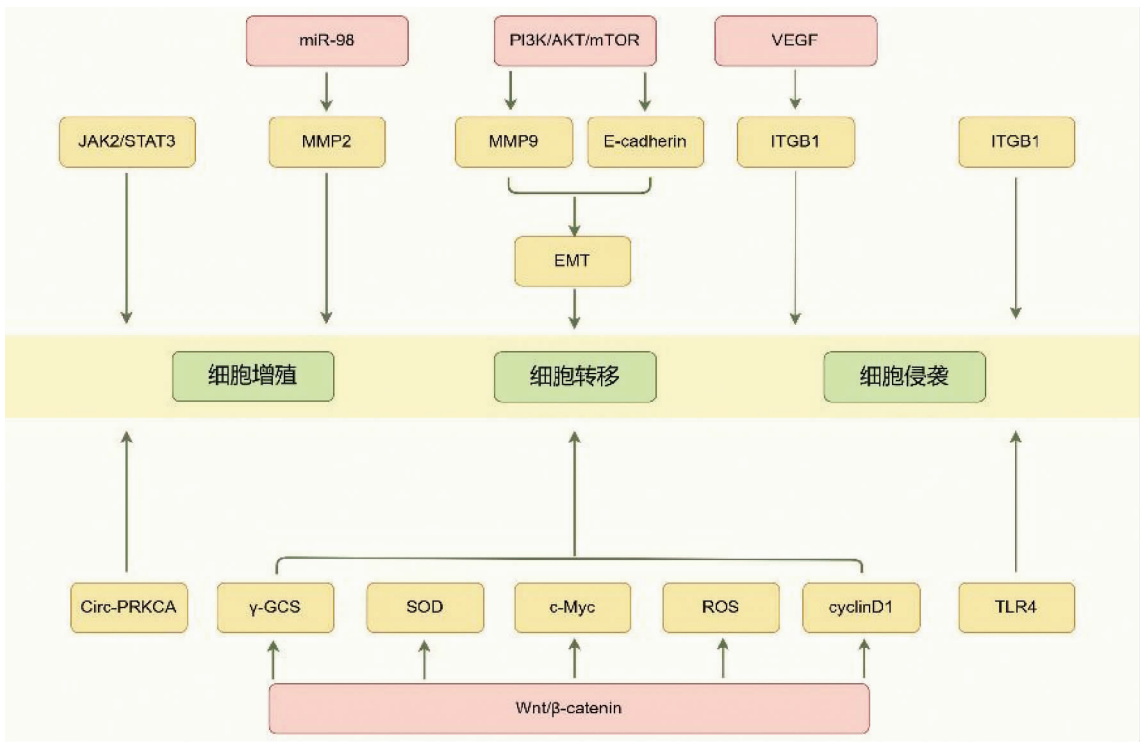 miR-98
PI3K/AKT/mTOR
VEGF
JAK2/STAT3
MMP2
MMP9
E-cadherin
ITGB1
ITGB1
EMT
细胞增殖
细胞转移
细胞侵袭
Circ-PRKCA
γ-GCS
SOD
c-Myc
ROS
cyclinD1
TLR4
Wnt/β-catenin